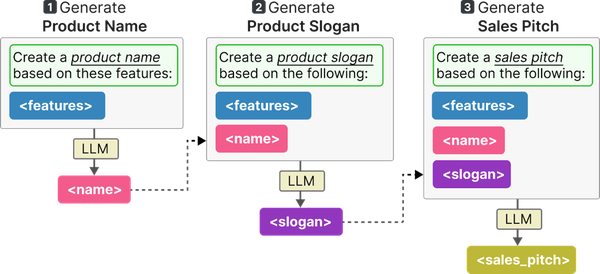 1 Generate
Product Name
Create a product name
based on these features:
<features>
LLM
<name>
2 Generate
Product Slogan
Create a product slogan
based on the following:
<features>
<name>
LLM
<slogan>
3 Generate
Sales Pitch
Create a sales pitch
based on the following:
<features>
<name>
<slogan>
LLM
<sales_pitch>